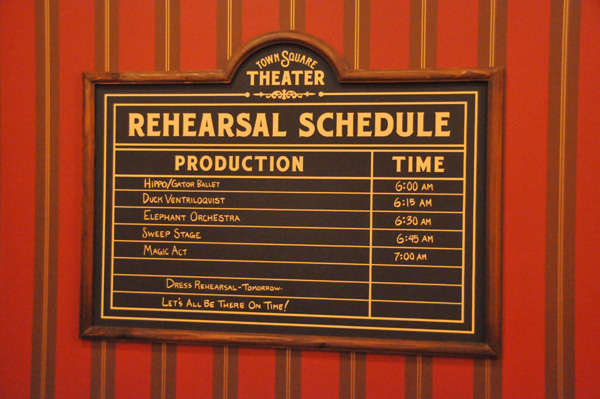 Town Square
THEATER
REHEARSAL SCHEDULE
PRODUCTION TIME
Hippo/Gator Ballet 6:00 AM
Duck Ventriloquist 6:15 AM
Elephant Orchestra 6:30 AM
Sweep Stage 6:45 AM
Magic Act 7:00 AM
Dress Rehearsal - Tomorrow.
Let's All Be There On Time!